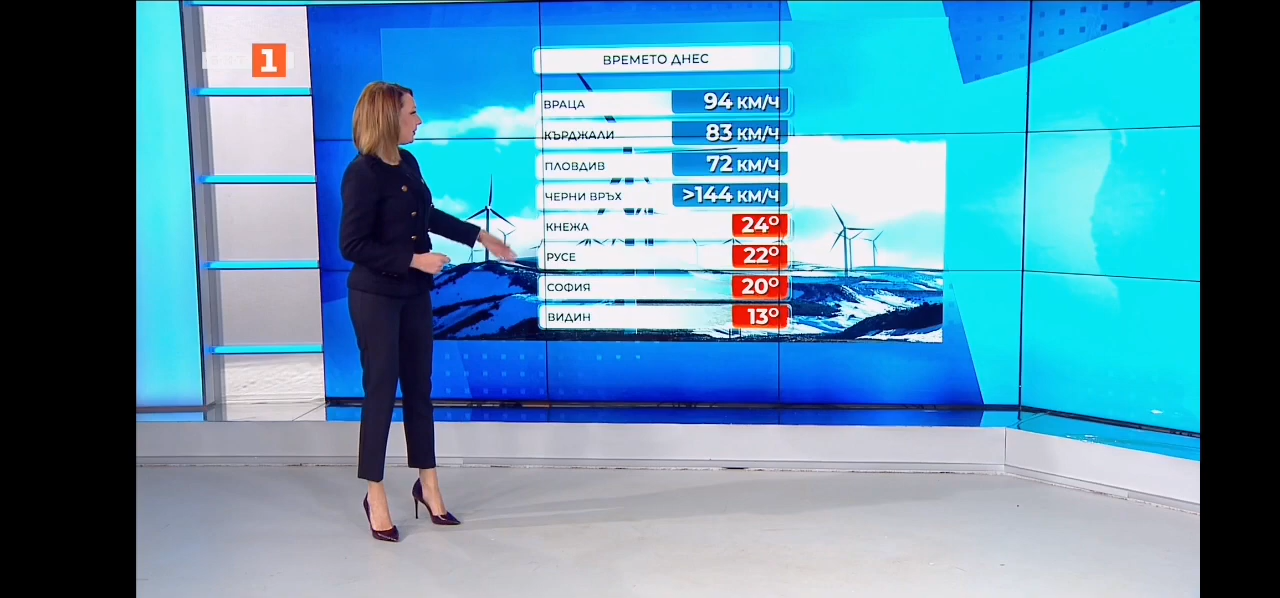 БНТ 1
ВРЕМЕТО ДНЕС
ВРАЦА 94 КМ/Ч
КЪРДЖАЛИ 83 КМ/Ч
ПЛОВДИВ 72 КМ/Ч
ЧЕРНИ ВРЪХ >144 КМ/Ч
КНЕЖА 24°
РУСЕ 22°
СОФИЯ 20°
ВИДИН 13°